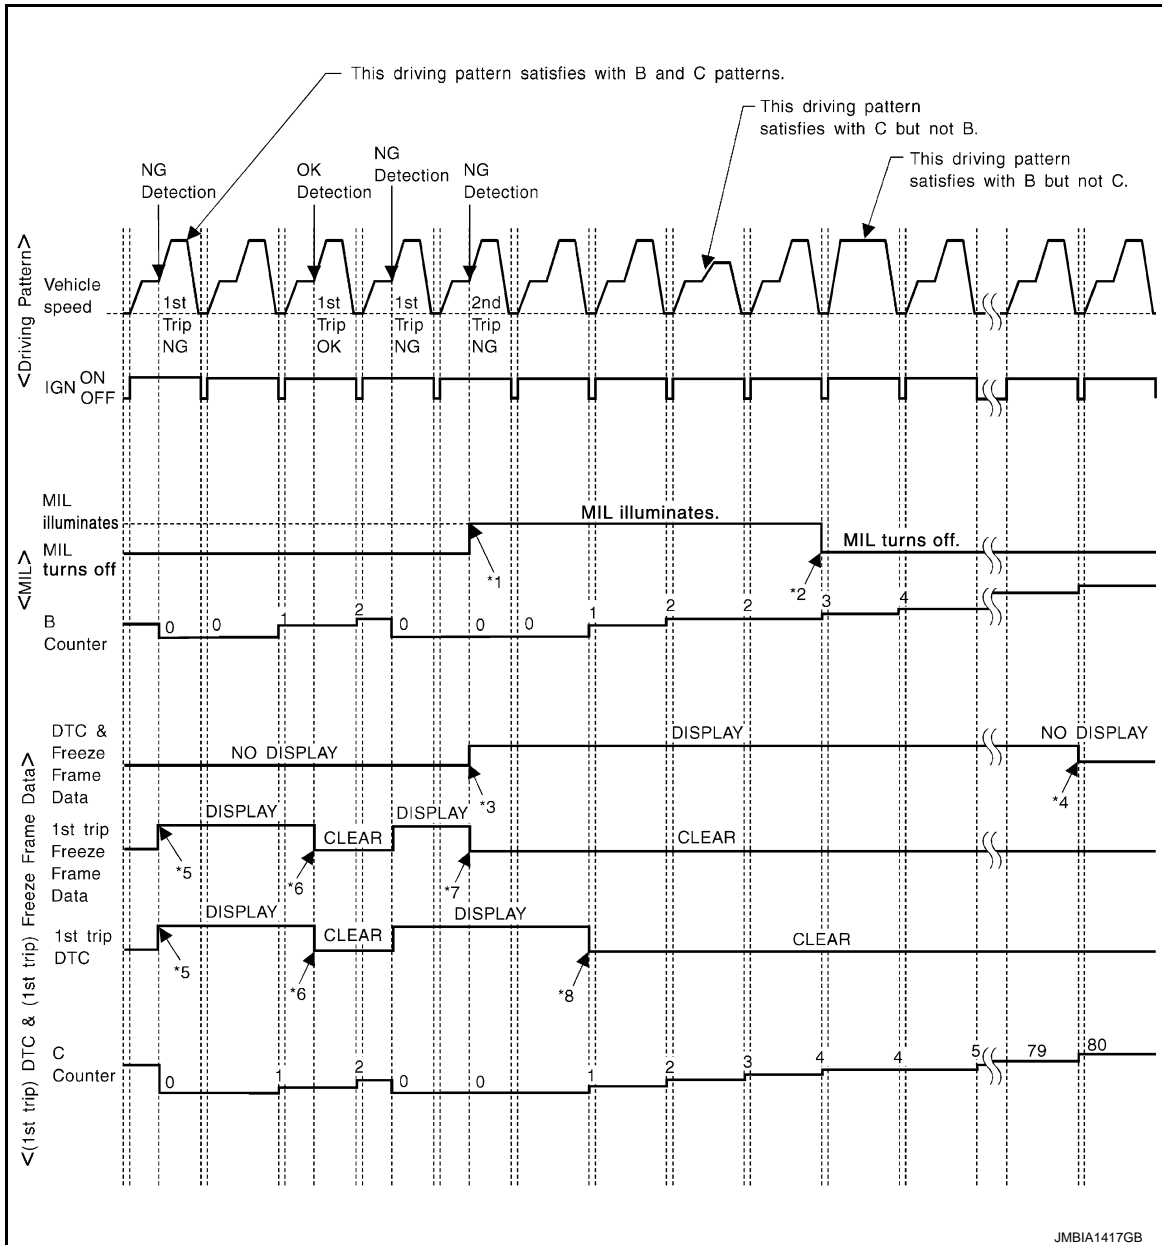 This driving pattern satisfies with B and C patterns.
This driving pattern
satisfies with C but not B.
This driving pattern
satisfies with B but not C.
NG
Detection
OK
Detection
NG
Detection
NG
Detection
<Driving Pattern>
Vehicle
speed
1st
Trip
NG
1st
Trip
OK
1st
Trip
NG
2nd
Trip
NG
IGN ON
OFF
<MIL>
MIL
illuminates
MIL
turns off
MIL illuminates.
MIL turns off.
*1
*2
B
Counter
0 0 1 2 0 0 0 1 2 2 3 4
<(1st trip) DTC & (1st trip) Freeze Frame Data>
DTC &
Freeze
Frame
Data
NO DISPLAY
DISPLAY
NO DISPLAY
*3
*4
1st trip
Freeze
Frame
Data
DISPLAY
CLEAR
DISPLAY
CLEAR
*5
*6
*7
1st trip
DTC
DISPLAY
CLEAR
DISPLAY
CLEAR
*5
*6
*8
C
Counter
0 1 2 0 0 1 2 3 4 4 5 79 80
JMBIA1417GB